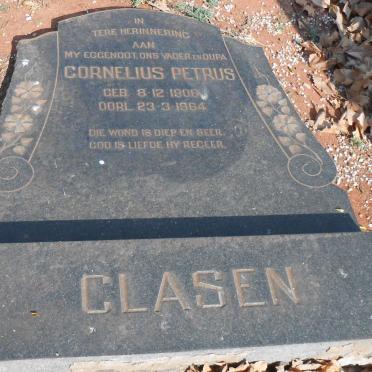 IN
TERE HERINNERING
AAN
MY EGGENOOT, ONS VADER EN OUPA
CORNELIUS PETRUS
GEB. 8-12-1906
OORL. 23-3-1964
DIE WOND IS DIEP EN SEER.
GOD IS LIEFDE HY REGEER.
CLASEN